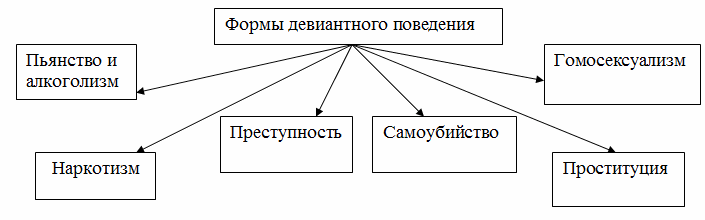 Формы девиантного поведения
Пьянство и
алкоголизм
Гомосексуализм
Преступность
Самоубийство
Наркотизм
Проституция